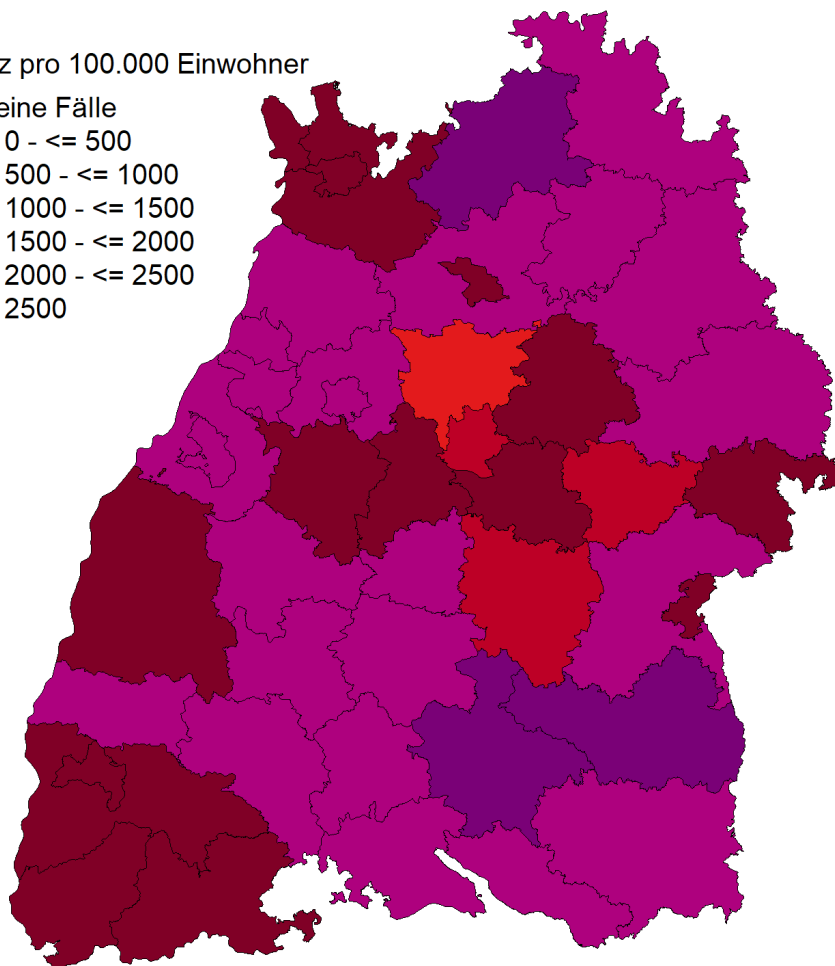 z pro 100.000 Einwohner
eine Fälle
0 - <= 500
500 - <= 1000
1000 - <= 1500
1500 - <= 2000
2000 - <= 2500
2500